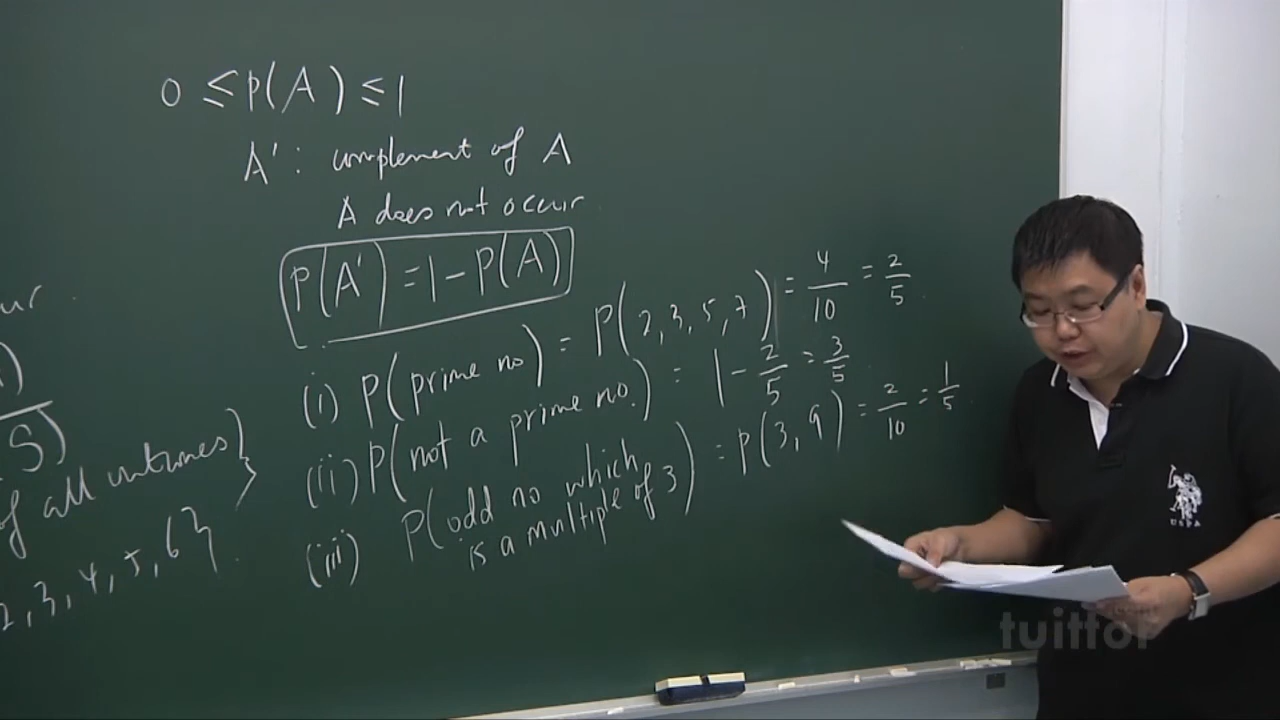 0 ≤ P(A) ≤ 1
A' : complement of A
A does not occur
P(A') = 1 - P(A)
(i) P(prime no) = P(2, 3, 5, 7) = 4/10 = 2/5
(ii) P(not a prime no.) = 1 - 2/5 = 3/5
(iii) P(odd no which is a multiple of 3) = P(3, 9) = 2/10 = 1/5
S)
of all outcomes}
2, 3, 4, 5, 6}
USPA
tuittor